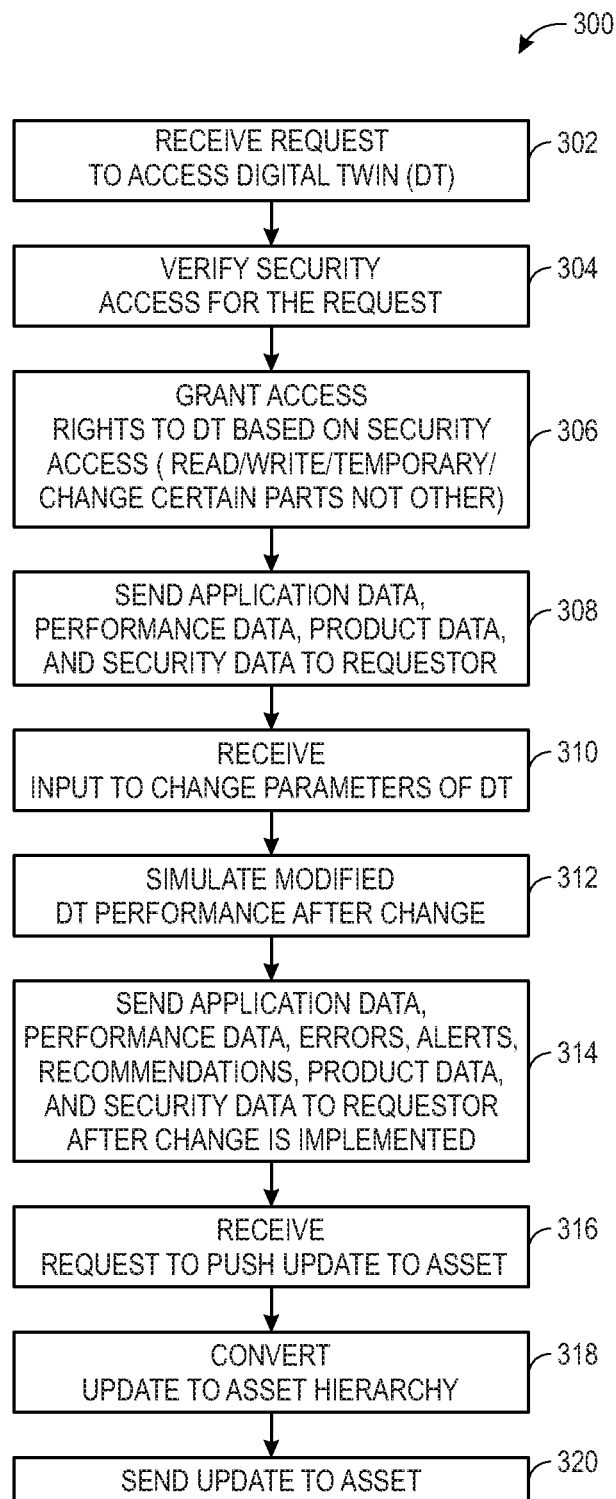 300
RECEIVE REQUEST
TO ACCESS DIGITAL TWIN (DT)
302
VERIFY SECURITY
ACCESS FOR THE REQUEST
304
GRANT ACCESS
RIGHTS TO DT BASED ON SECURITY
ACCESS ( READ/WRITE/TEMPORARY/
CHANGE CERTAIN PARTS NOT OTHER)
306
SEND APPLICATION DATA,
PERFORMANCE DATA, PRODUCT DATA,
AND SECURITY DATA TO REQUESTOR
308
RECEIVE
INPUT TO CHANGE PARAMETERS OF DT
310
SIMULATE MODIFIED
DT PERFORMANCE AFTER CHANGE
312
SEND APPLICATION DATA,
PERFORMANCE DATA, ERRORS, ALERTS,
RECOMMENDATIONS, PRODUCT DATA,
AND SECURITY DATA TO REQUESTOR
AFTER CHANGE IS IMPLEMENTED
314
RECEIVE
REQUEST TO PUSH UPDATE TO ASSET
316
CONVERT
UPDATE TO ASSET HIERARCHY
318
SEND UPDATE TO ASSET
320